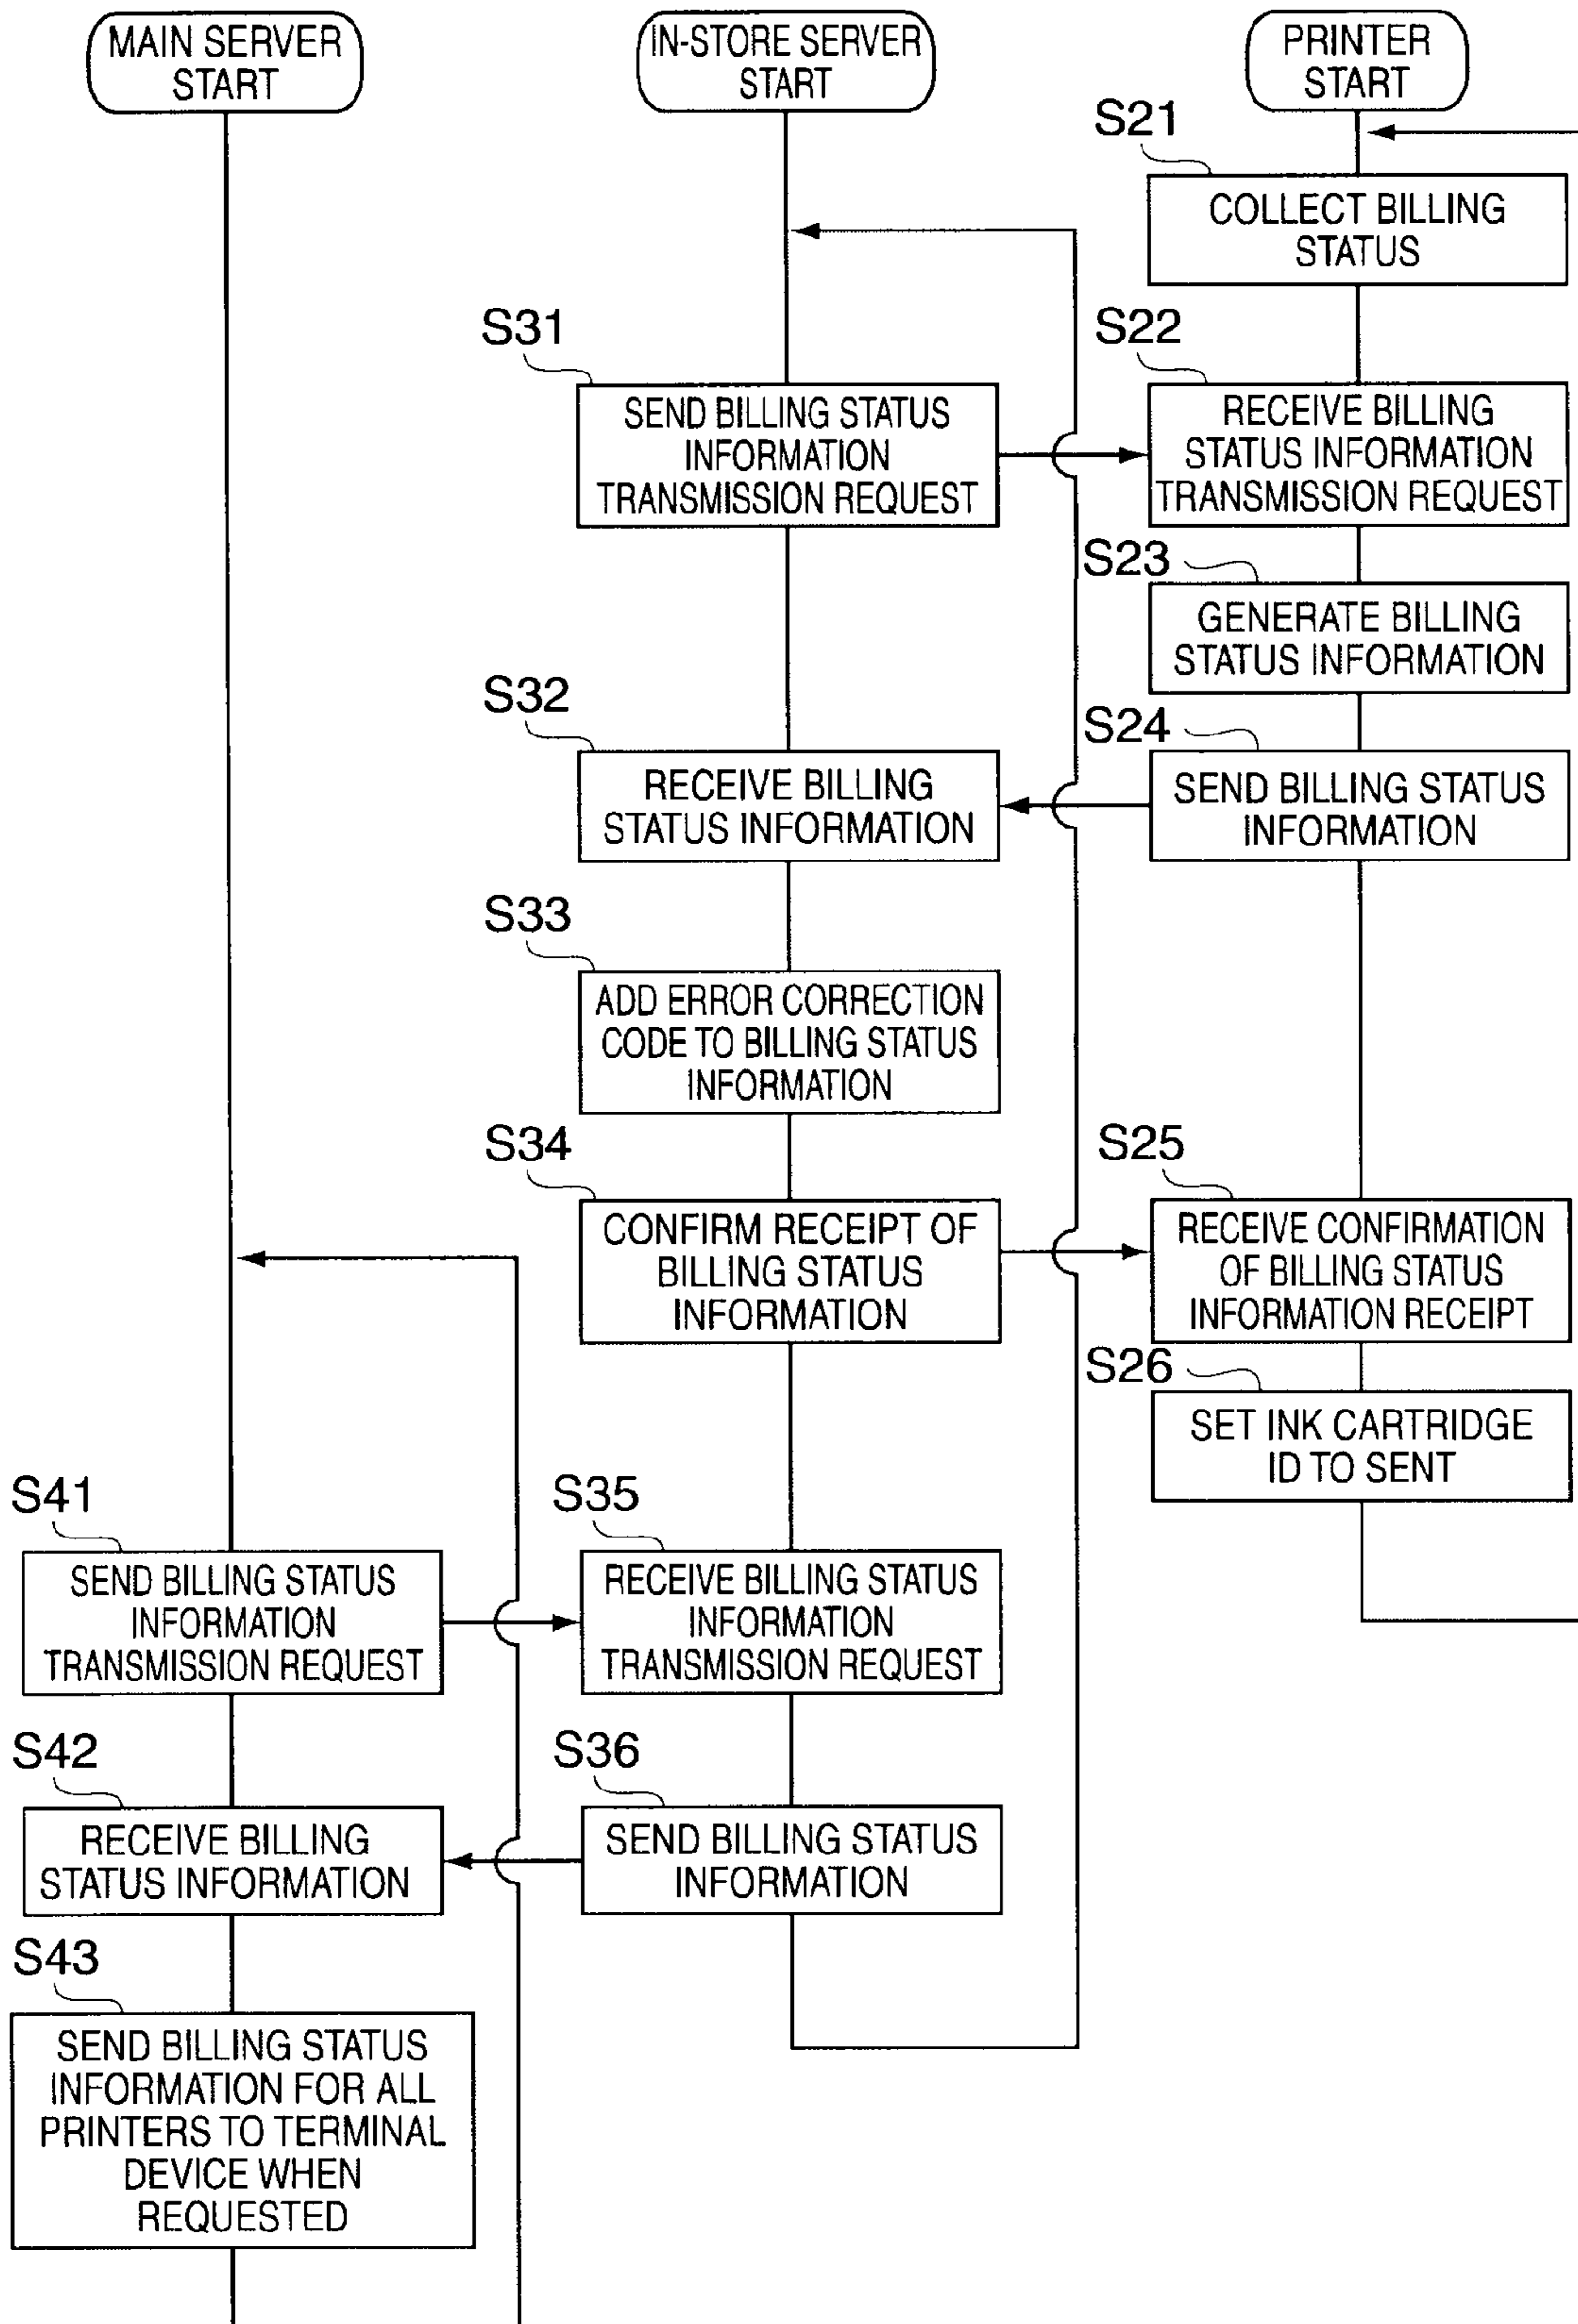 MAIN SERVER
START
IN-STORE SERVER
START
PRINTER
START
S21
COLLECT BILLING
STATUS
S31
SEND BILLING STATUS
INFORMATION
TRANSMISSION REQUEST
S22
RECEIVE BILLING
STATUS INFORMATION
TRANSMISSION REQUEST
S23
GENERATE BILLING
STATUS INFORMATION
S32
RECEIVE BILLING
STATUS INFORMATION
S24
SEND BILLING STATUS
INFORMATION
S33
ADD ERROR CORRECTION
CODE TO BILLING STATUS
INFORMATION
S34
CONFIRM RECEIPT OF
BILLING STATUS
INFORMATION
S25
RECEIVE CONFIRMATION
OF BILLING STATUS
INFORMATION RECEIPT
S26
SET INK CARTRIDGE
ID TO SENT
S41
SEND BILLING STATUS
INFORMATION
TRANSMISSION REQUEST
S35
RECEIVE BILLING STATUS
INFORMATION
TRANSMISSION REQUEST
S42
RECEIVE BILLING
STATUS INFORMATION
S36
SEND BILLING STATUS
INFORMATION
S43
SEND BILLING STATUS
INFORMATION FOR ALL
PRINTERS TO TERMINAL
DEVICE WHEN
REQUESTED